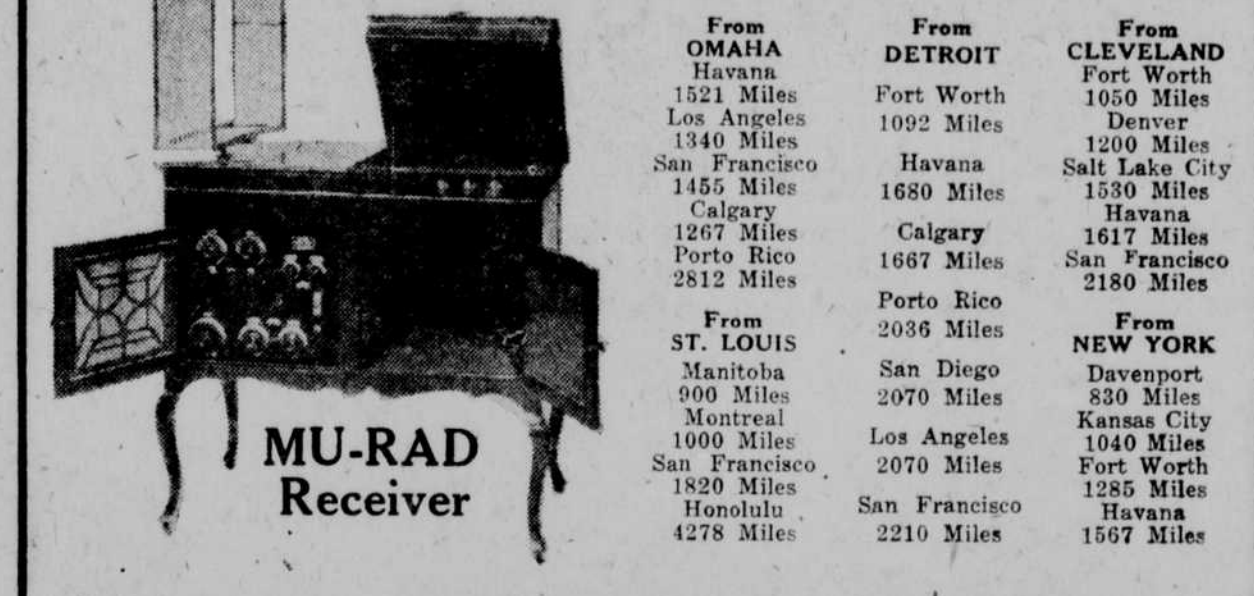 MU-RAD
Receiver
From
OMAHA
Havana
1521 Miles
Los Angeles
1340 Miles
San Francisco
1455 Miles
Calgary
1267 Miles
Porto Rico
2812 Miles
From
ST. LOUIS
Manitoba
900 Miles
Montreal
1000 Miles
San Francisco
1820 Miles
Honolulu
4278 Miles
From
DETROIT
Fort Worth
1092 Miles
Havana
1680 Miles
Calgary
1667 Miles
Porto Rico
2036 Miles
San Diego
2070 Miles
Los Angeles
2070 Miles
San Francisco
2210 Miles
From
CLEVELAND
Fort Worth
1050 Miles
Denver
1200 Miles
Salt Lake City
1530 Miles
Havana
1617 Miles
San Francisco
2180 Miles
From
NEW YORK
Davenport
830 Miles
Kansas City
1040 Miles
Fort Worth
1285 Miles
Havana
1567 Miles